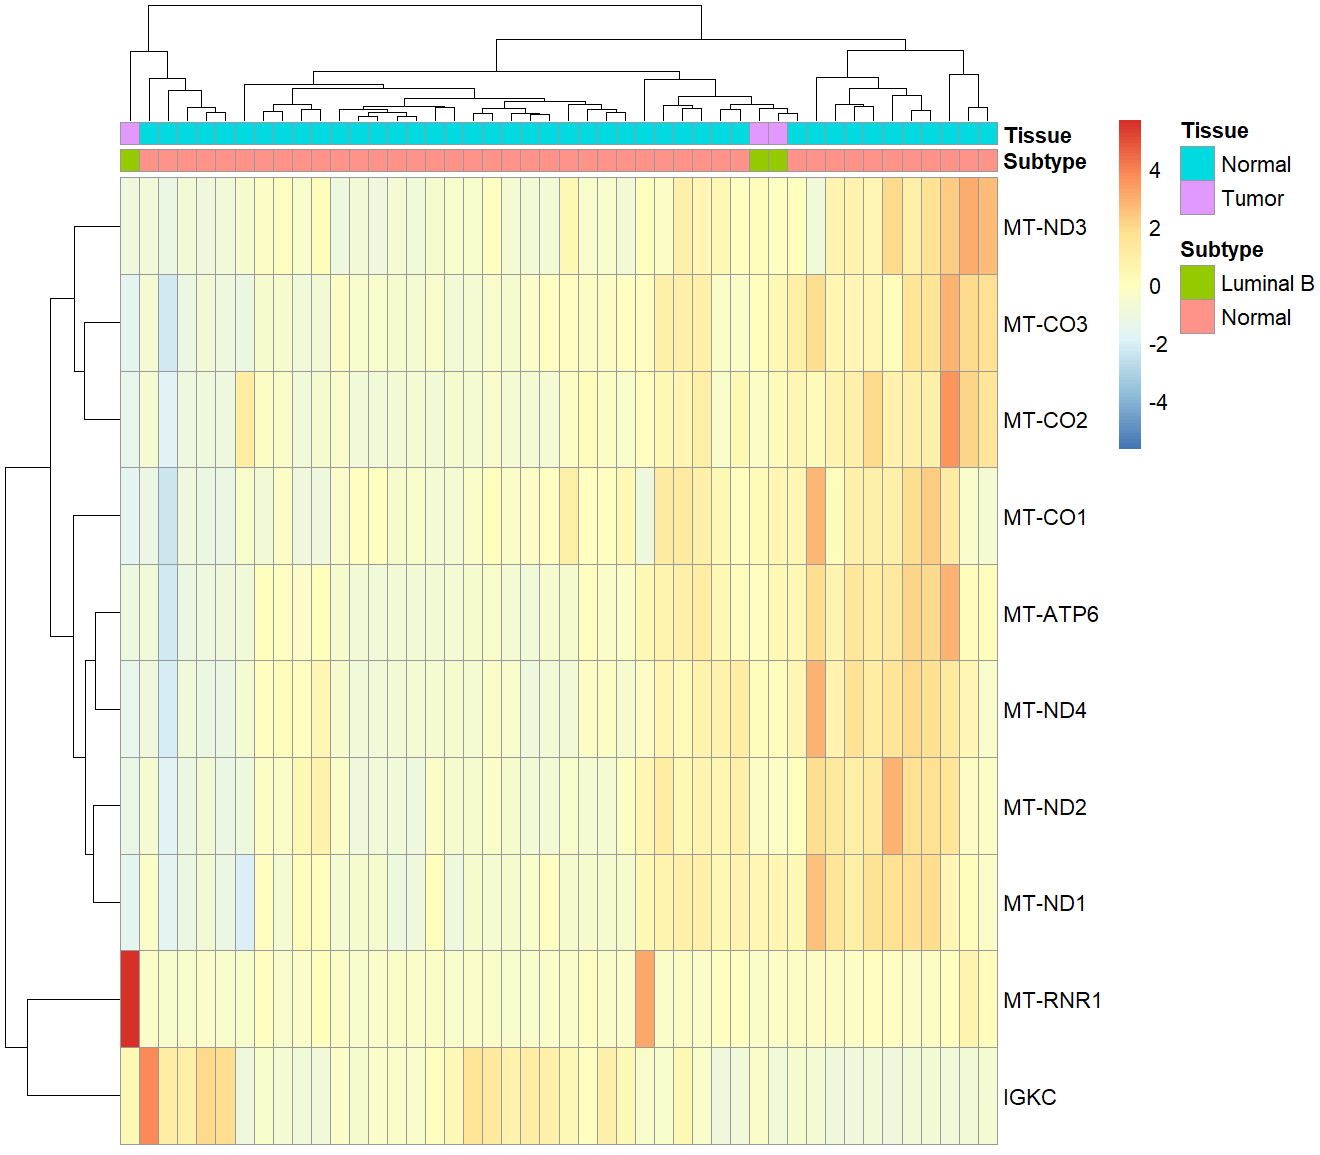 Tissue
Subtype
MT-ND3
MT-CO3
MT-CO2
MT-CO1
MT-ATP6
MT-ND4
MT-ND2
MT-ND1
MT-RNR1
IGKC
4
2
0
-2
-4
Tissue
Normal
Tumor
Subtype
Luminal B
Normal